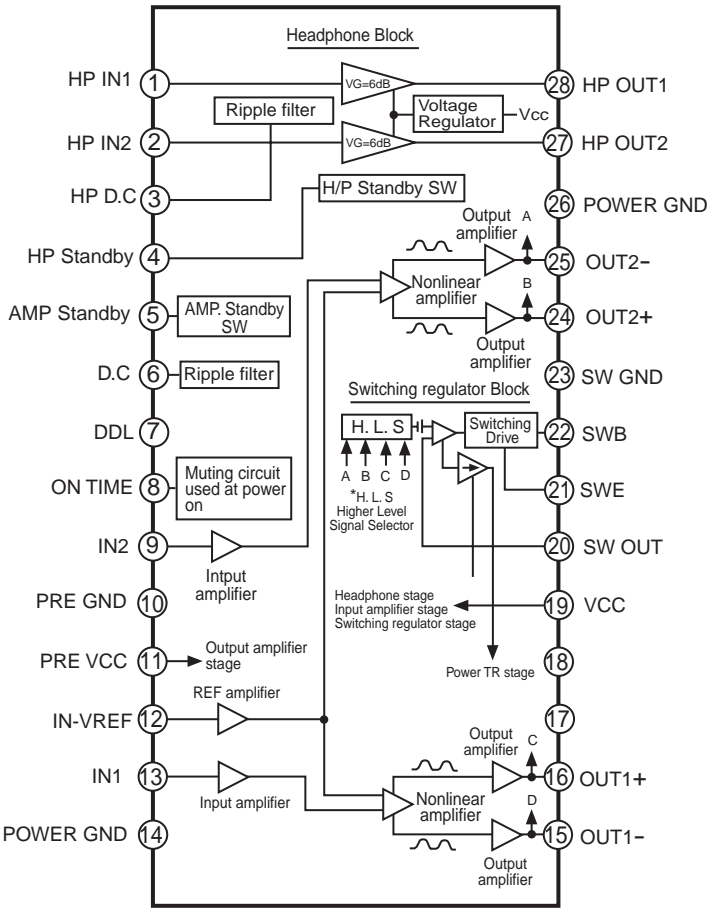 Headphone Block
HP IN1
1
VG=6dB
28
HP OUT1
Ripple filter
Voltage
Regulator
Vcc
HP IN2
2
VG=6dB
27
HP OUT2
HP D.C
3
H/P Standby SW
26
POWER GND
HP Standby
4
Output
amplifier
A
25
OUT2-
Nonlinear
amplifier
B
AMP Standby
5
AMP. Standby
SW
24
OUT2+
Output
amplifier
D.C
6
Ripple filter
23
SW GND
Switching regulator Block
DDL
7
H. L. S
Switching
Drive
22
SWB
A
B
C
D
*H. L. S
Higher Level
Signal Selector
ON TIME
8
Muting circuit
used at power
on
21
SWE
IN2
9
Intput
amplifier
20
SW OUT
PRE GND
10
Headphone stage
Input amplifier stage
Switching regulator stage
19
VCC
PRE VCC
11
Output amplifier
stage
Power TR stage
18
REF amplifier
IN-VREF
12
17
IN1
13
Input amplifier
Output
amplifier
C
16
OUT1+
Nonlinear
amplifier
D
POWER GND
14
15
OUT1-
Output
amplifier